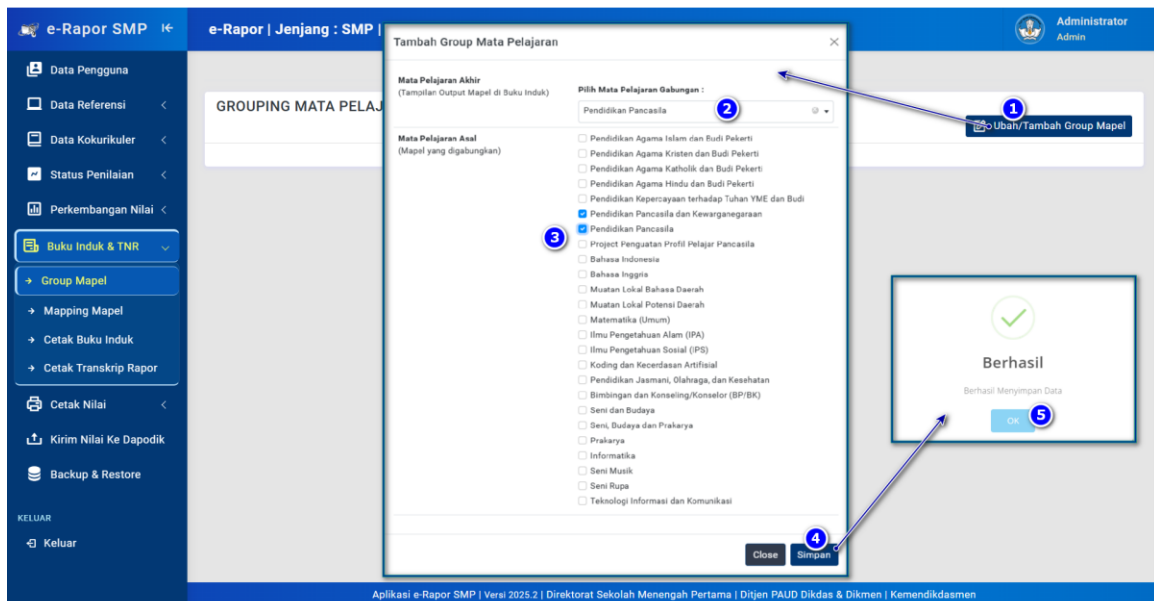 e-Rapor SMP
e-Rapor | Jenjang : SMP |
Administrator
Admin
Data Pengguna
Data Referensi
Data Kokurikuler
Status Penilaian
Perkembangan Nilai
Buku Induk & TNR
Group Mapel
Mapping Mapel
Cetak Buku Induk
Cetak Transkrip Rapor
Cetak Nilai
Kirim Nilai Ke Dapodik
Backup & Restore
KELUAR
Keluar
GROUPING MATA PELAJ
1
Ubah/Tambah Group Mapel
Tambah Group Mata Pelajaran
Mata Pelajaran Akhir
(Tampilan Output Mapel di Buku Induk)
Pilih Mata Pelajaran Gabungan :
Pendidikan Pancasila
2
Mata Pelajaran Asal
(Mapel yang digabungkan)
3
Pendidikan Agama Islam dan Budi Pekerti
Pendidikan Agama Kristen dan Budi Pekerti
Pendidikan Agama Katholik dan Budi Pekerti
Pendidikan Agama Hindu dan Budi Pekerti
Pendidikan Kepercayaan terhadap Tuhan YME dan Budi
Pendidikan Pancasila dan Kewarganegaraan
Pendidikan Pancasila
Project Penguatan Profil Pelajar Pancasila
Bahasa Indonesia
Bahasa Inggris
Muatan Lokal Bahasa Daerah
Muatan Lokal Potensi Daerah
Matematika (Umum)
Ilmu Pengetahuan Alam (IPA)
Ilmu Pengetahuan Sosial (IPS)
Koding dan Kecerdasan Artifisial
Pendidikan Jasmani, Olahraga, dan Kesehatan
Bimbingan dan Konseling/Konselor (BP/BK)
Seni dan Budaya
Seni, Budaya dan Prakarya
Prakarya
Informatika
Seni Musik
Seni Rupa
Teknologi Informasi dan Komunikasi
4
Close
Simpan
Berhasil
Berhasil Menyimpan Data
OK
5
Aplikasi e-Rapor SMP | Versi 2025.2 | Direktorat Sekolah Menengah Pertama | Ditjen PAUD Dikdas & Dikmen | Kemendikdasmen